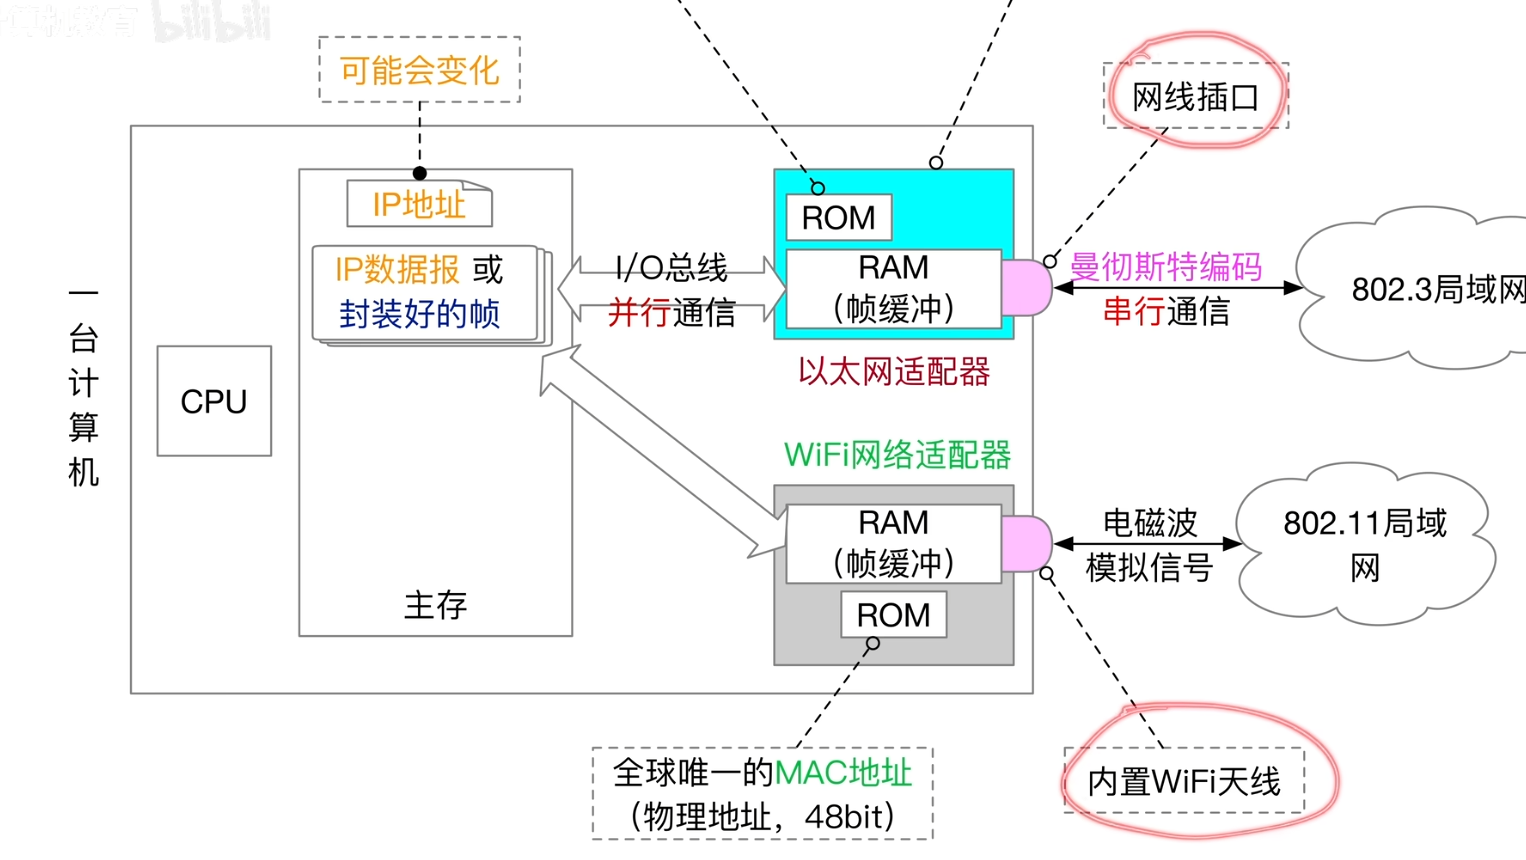 算机教育 bilibili
可能会变化
网线插口
IP地址
ROM
IP数据报 或
封装好的帧
I/O总线
并行通信
RAM
（帧缓冲）
曼彻斯特编码
串行通信
802.3局域网
以太网适配器
一台计算机
CPU
WiFi网络适配器
RAM
（帧缓冲）
电磁波
模拟信号
802.11局域
网
ROM
主存
全球唯一的MAC地址
（物理地址，48bit）
内置WiFi天线